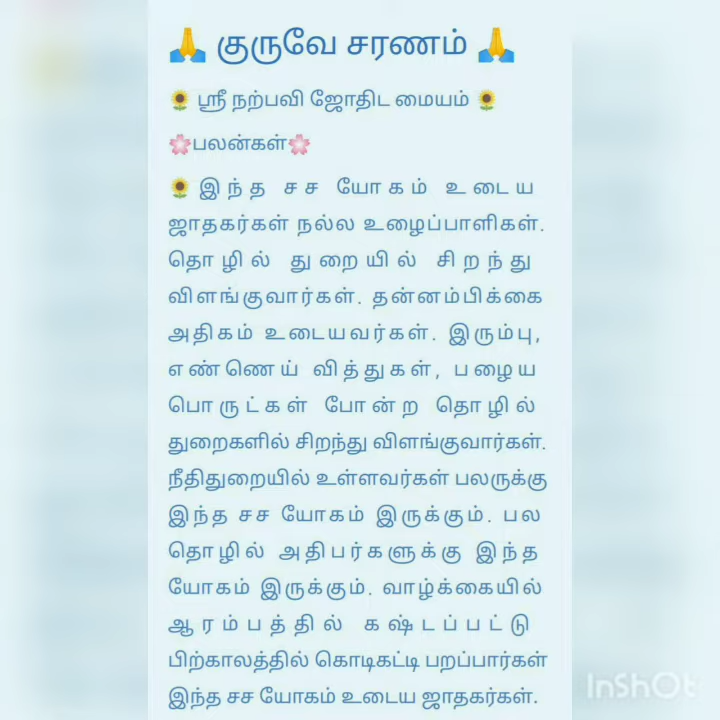 🙏 குருவே சரணம் 🙏
🌻 ஸ்ரீ நற்பவி ஜோதிட மையம் 🌻
🌸பலன்கள்🌸
🌻 இந்த சச யோகம் உடைய
ஜாதகர்கள் நல்ல உழைப்பாளிகள்.
தொழில் துறையில் சிறந்து
விளங்குவார்கள். தன்னம்பிக்கை
அதிகம் உடையவர்கள். இரும்பு,
எண்ணெய் வித்துகள், பழைய
பொருட்கள் போன்ற தொழில்
துறைகளில் சிறந்து விளங்குவார்கள்.
நீதிதுறையில் உள்ளவர்கள் பலருக்கு
இந்த சச யோகம் இருக்கும். பல
தொழில் அதிபர்களுக்கு இந்த
யோகம் இருக்கும். வாழ்க்கையில்
ஆரம்பத்தில் கஷ்டப்பட்டு
பிற்காலத்தில் கொடிகட்டி பறப்பார்கள்
இந்த சச யோகம் உடைய ஜாதகர்கள்.
InShOt